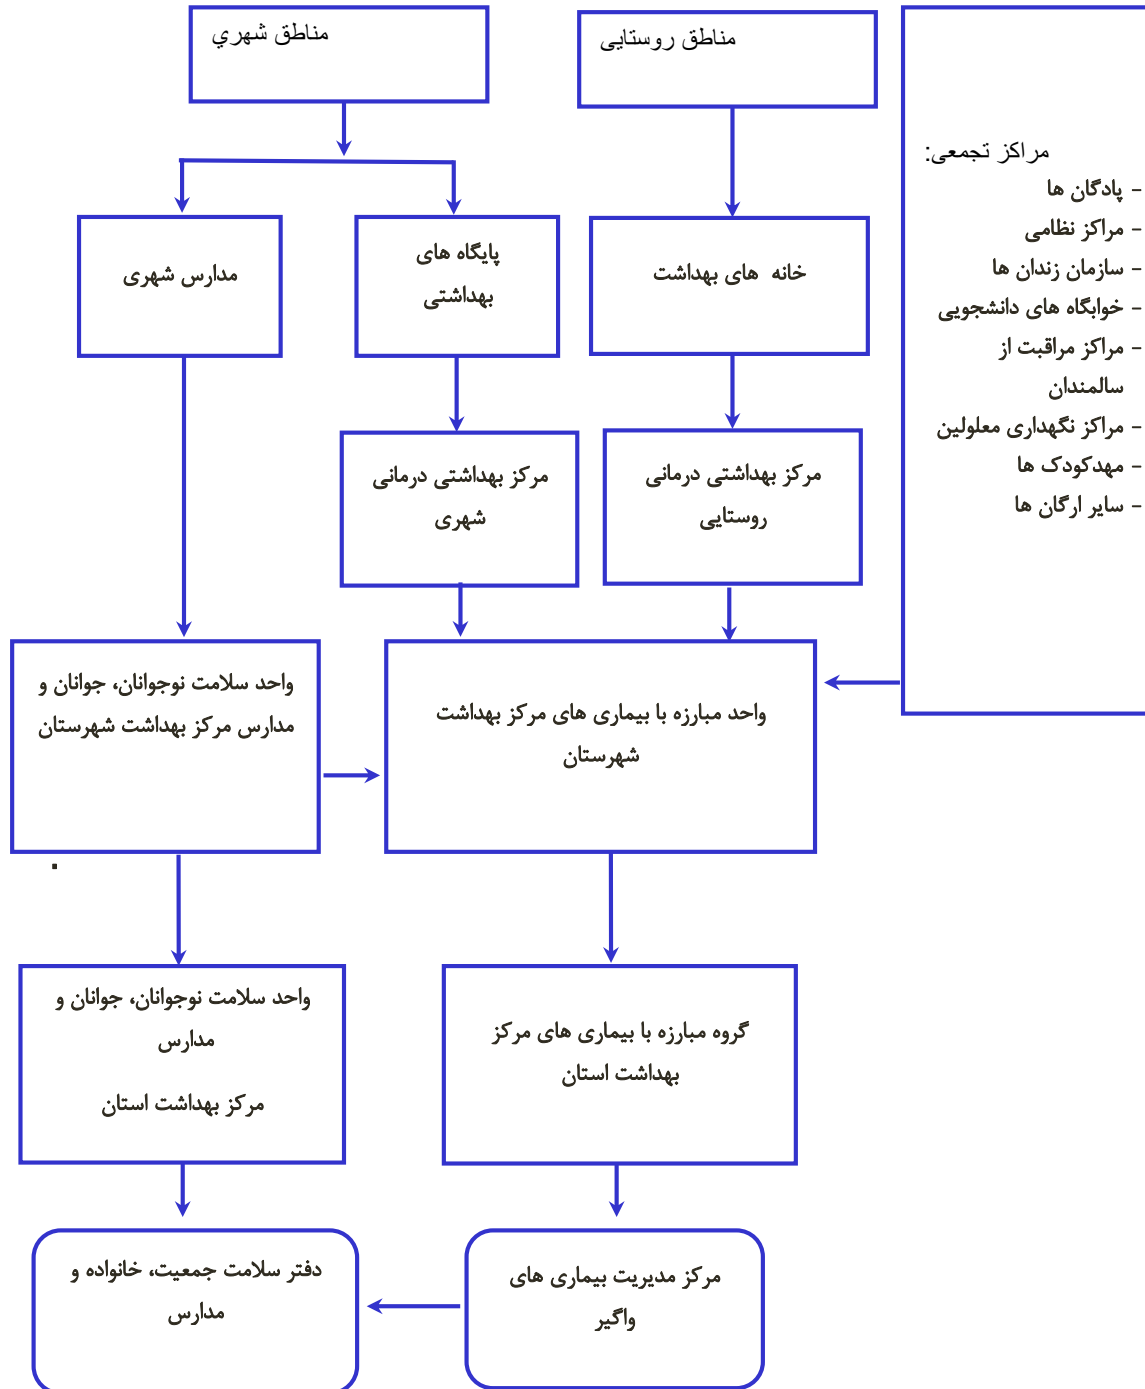 مناطق شهري
مناطق روستایی
مراکز تجمعی:
- پادگان ها
- مراکز نظامی
- سازمان زندان ها
- خوابگاه های دانشجویی
- مراکز مراقبت از
سالمندان
- مراکز نگهداری معلولین
- مهدکودک ها
- سایر ارگان ها
مدارس شهری
پایگاه های
بهداشتی
خانه های بهداشت
مرکز بهداشتی درمانی
شهری
مرکز بهداشتی درمانی
روستایی
واحد سلامت نوجوانان، جوانان و
مدارس مرکز بهداشت شهرستان
واحد مبارزه با بیماری های مرکز بهداشت
شهرستان
واحد سلامت نوجوانان، جوانان و
مدارس
مرکز بهداشت استان
گروه مبارزه با بیماری های مرکز
بهداشت استان
دفتر سلامت جمعیت، خانواده و
مدارس
مرکز مدیریت بیماری های
واگیر